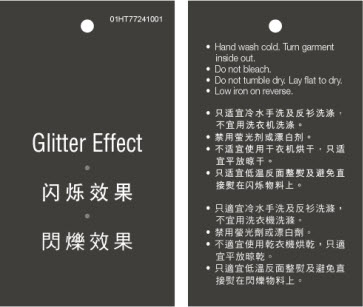 01HT77241001
Glitter Effect
闪烁效果
閃爍效果
• Hand wash cold. Turn garment
inside out.
• Do not bleach.
• Do not tumble dry. Lay flat to dry.
• Low iron on reverse.
• 只适宜冷水手洗及反衫洗涤，
不宜用洗衣机洗涤。
• 禁用萤光剂或漂白剂。
• 不适宜使用干衣机烘干，只适
宜平放晾干。
• 只适宜低温反面整熨及避免直
接熨在闪烁物料上。
• 只適宜冷水手洗及反衫洗滌，
不宜用洗衣機洗滌。
• 禁用螢光劑或漂白劑。
• 不適宜使用乾衣機烘乾，只適
宜平放晾乾。
• 只適宜低溫反面整熨及避免直
接熨在閃爍物料上。